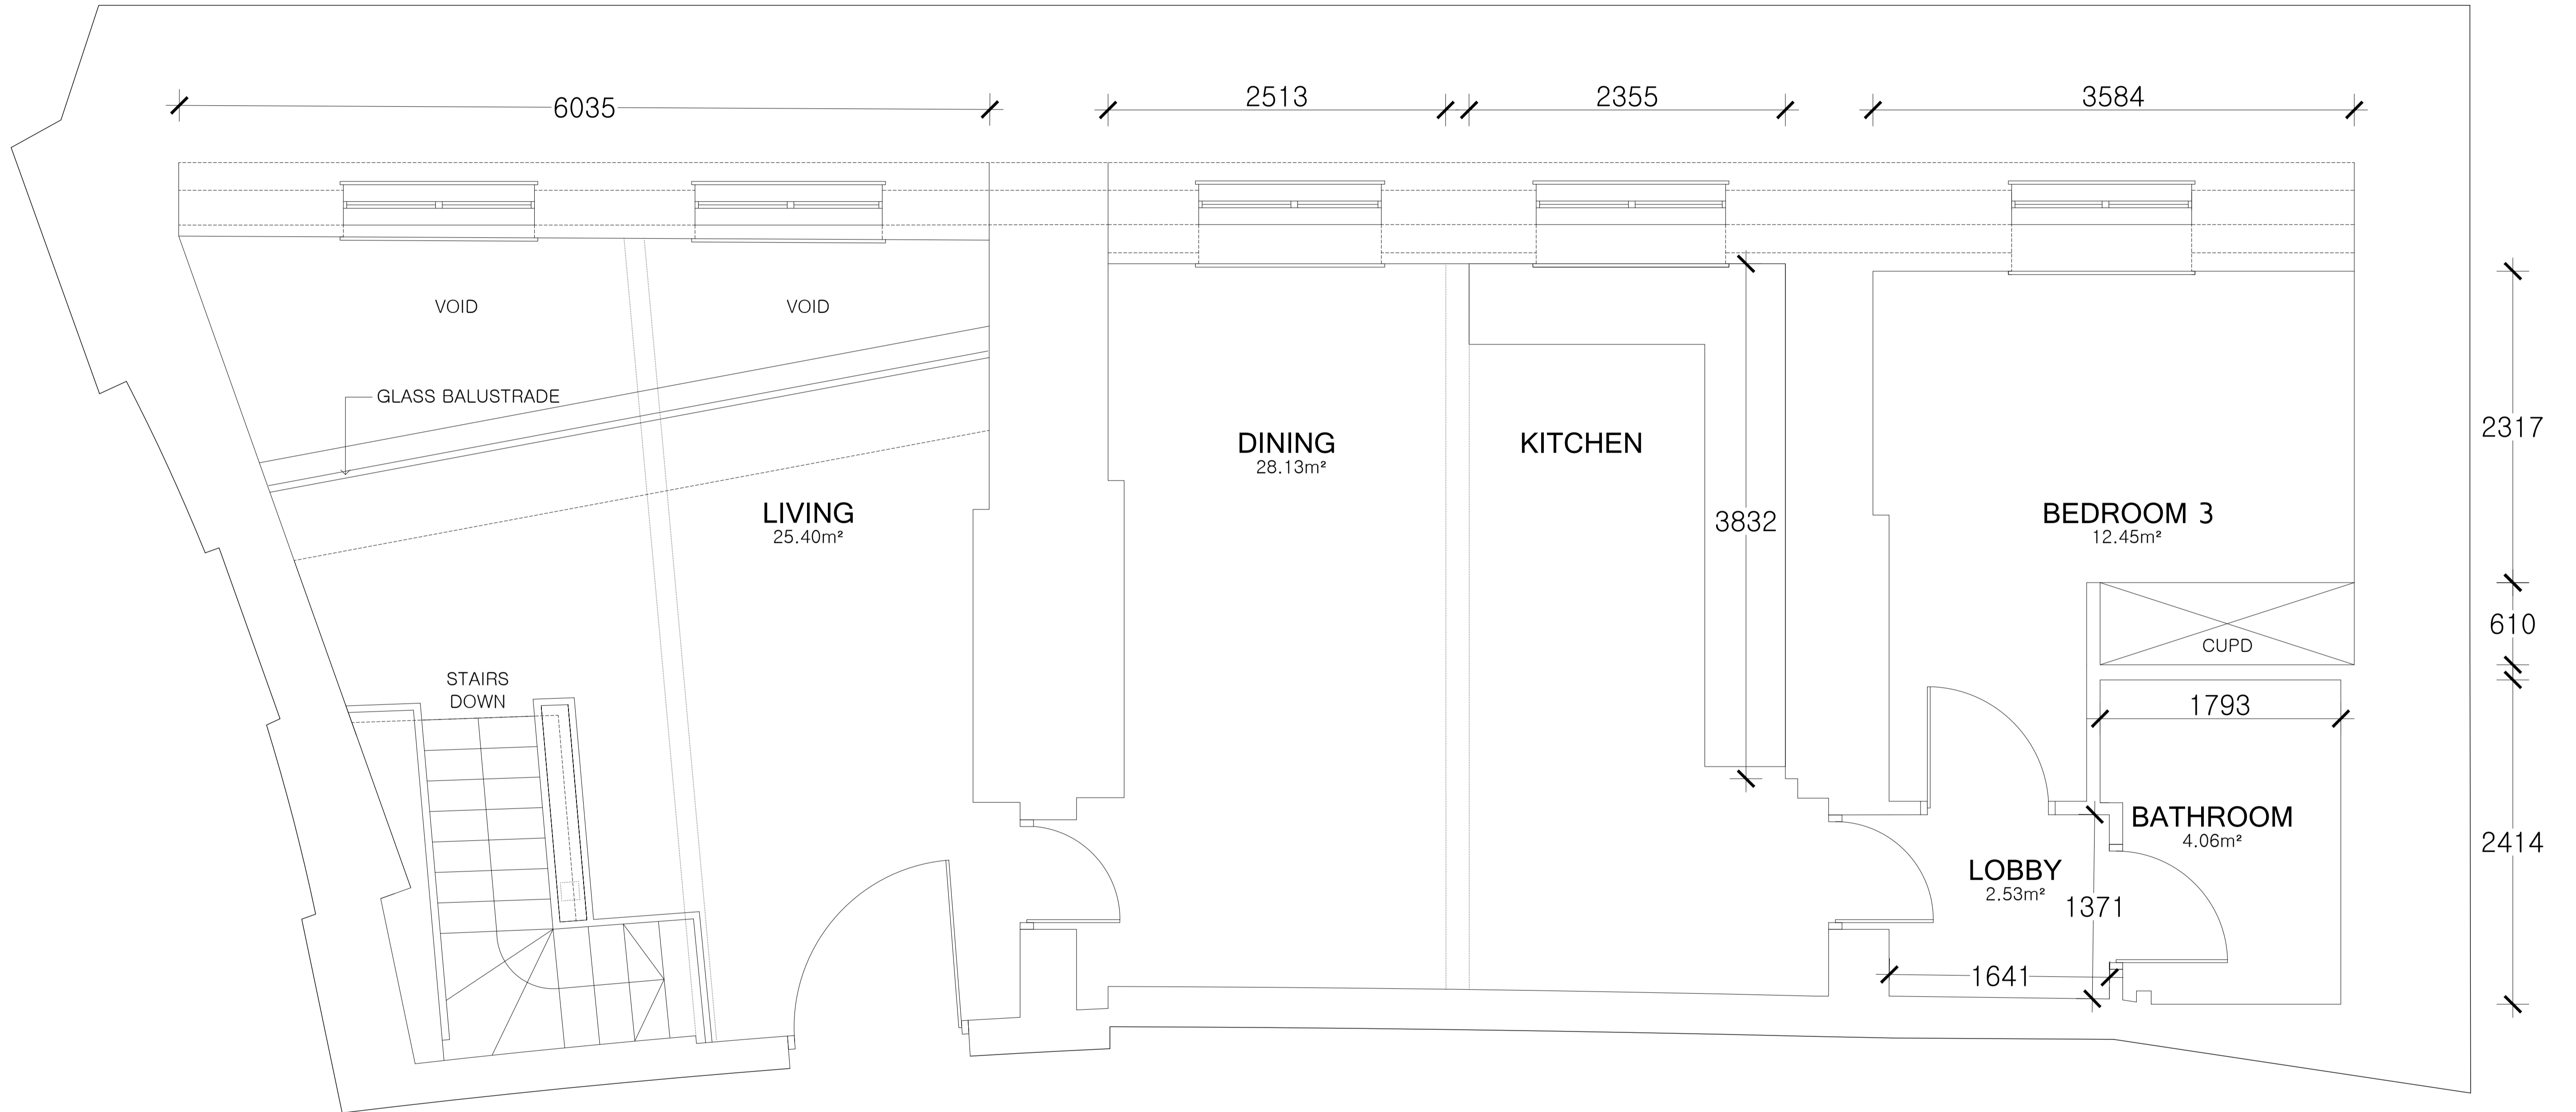 6035
2513
2355
3584
VOID
VOID
GLASS BALUSTRADE
2317
DINING
28.13m²
KITCHEN
LIVING
25.40m²
3832
BEDROOM 3
12.45m²
610
CUPD
STAIRS
DOWN
1793
BATHROOM
4.06m²
2414
LOBBY
2.53m²
1371
1641